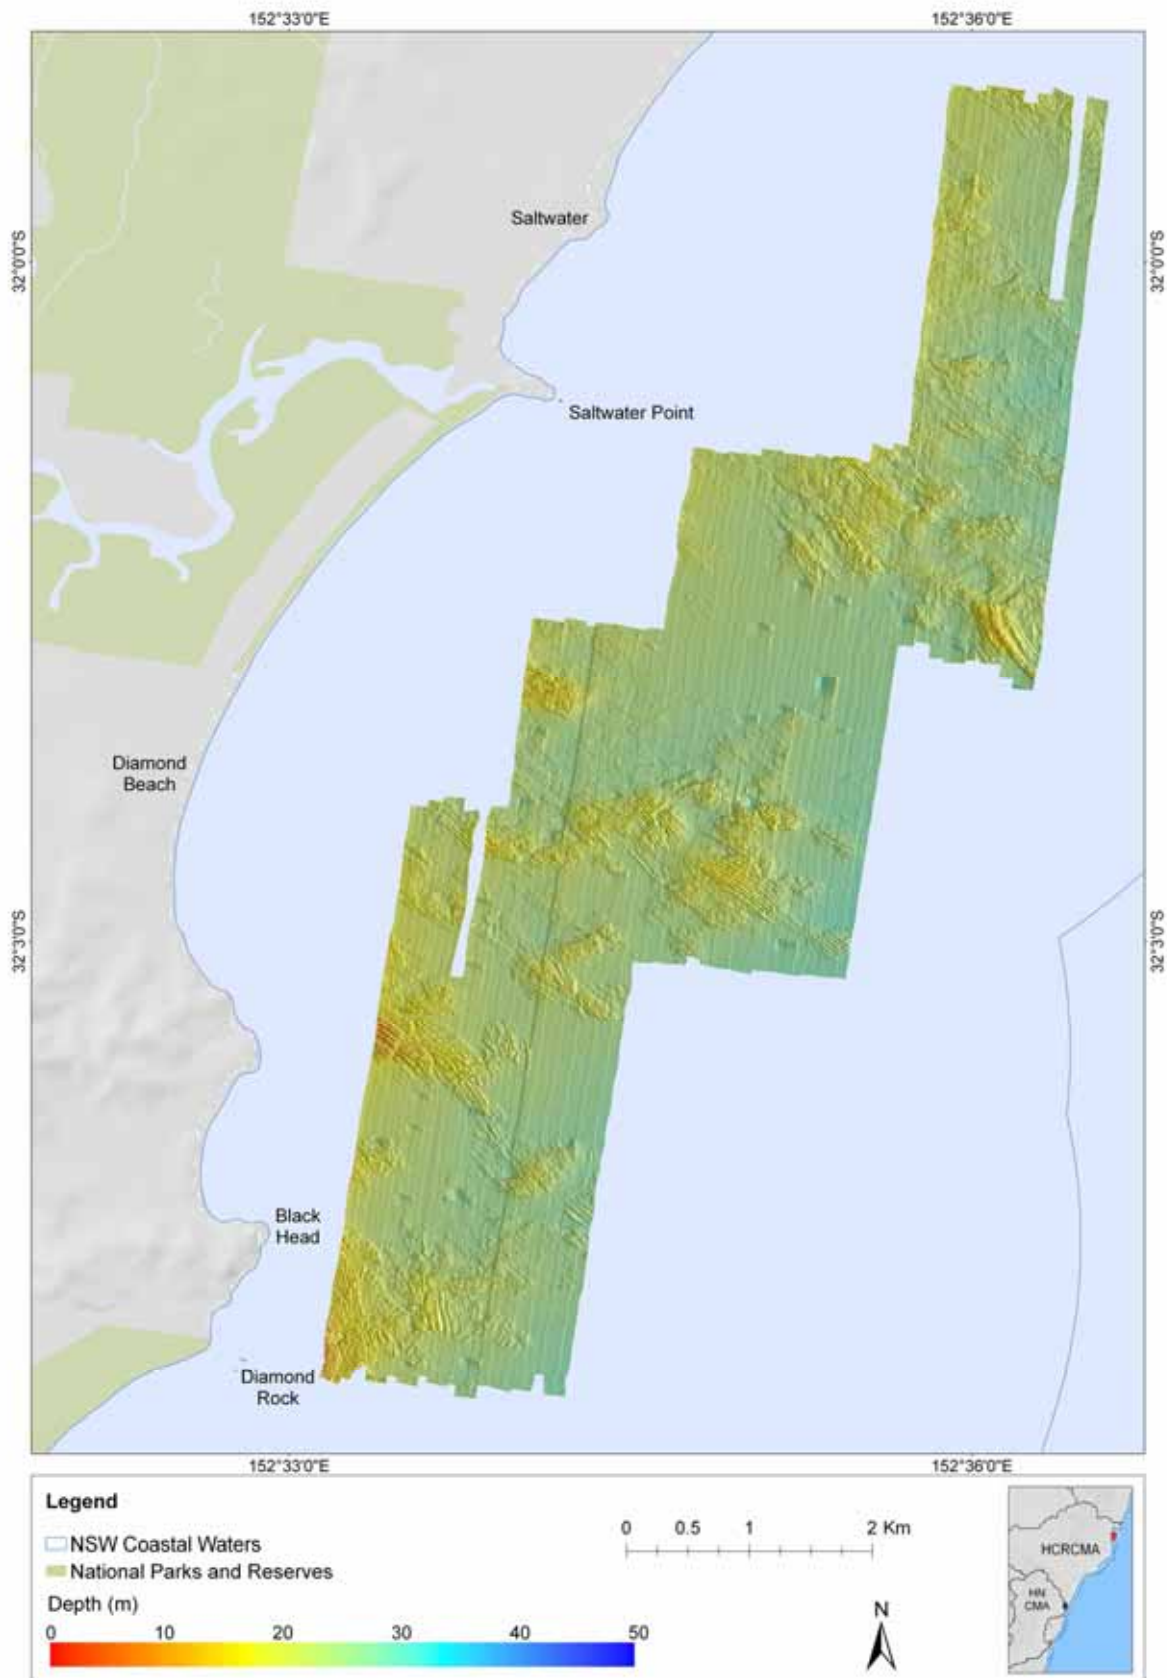 152°33'0"E
152°36'0"E
Saltwater
32°0'0"S
32°0'0"S
Saltwater Point
Diamond
Beach
32°3'0"S
32°3'0"S
Black
Head
Diamond
Rock
152°33'0"E
152°36'0"E
Legend
NSW Coastal Waters
National Parks and Reserves
Depth (m)
0 10 20 30 40 50
0 0.5 1 2 Km
N
HCRCMA
HN
CMA